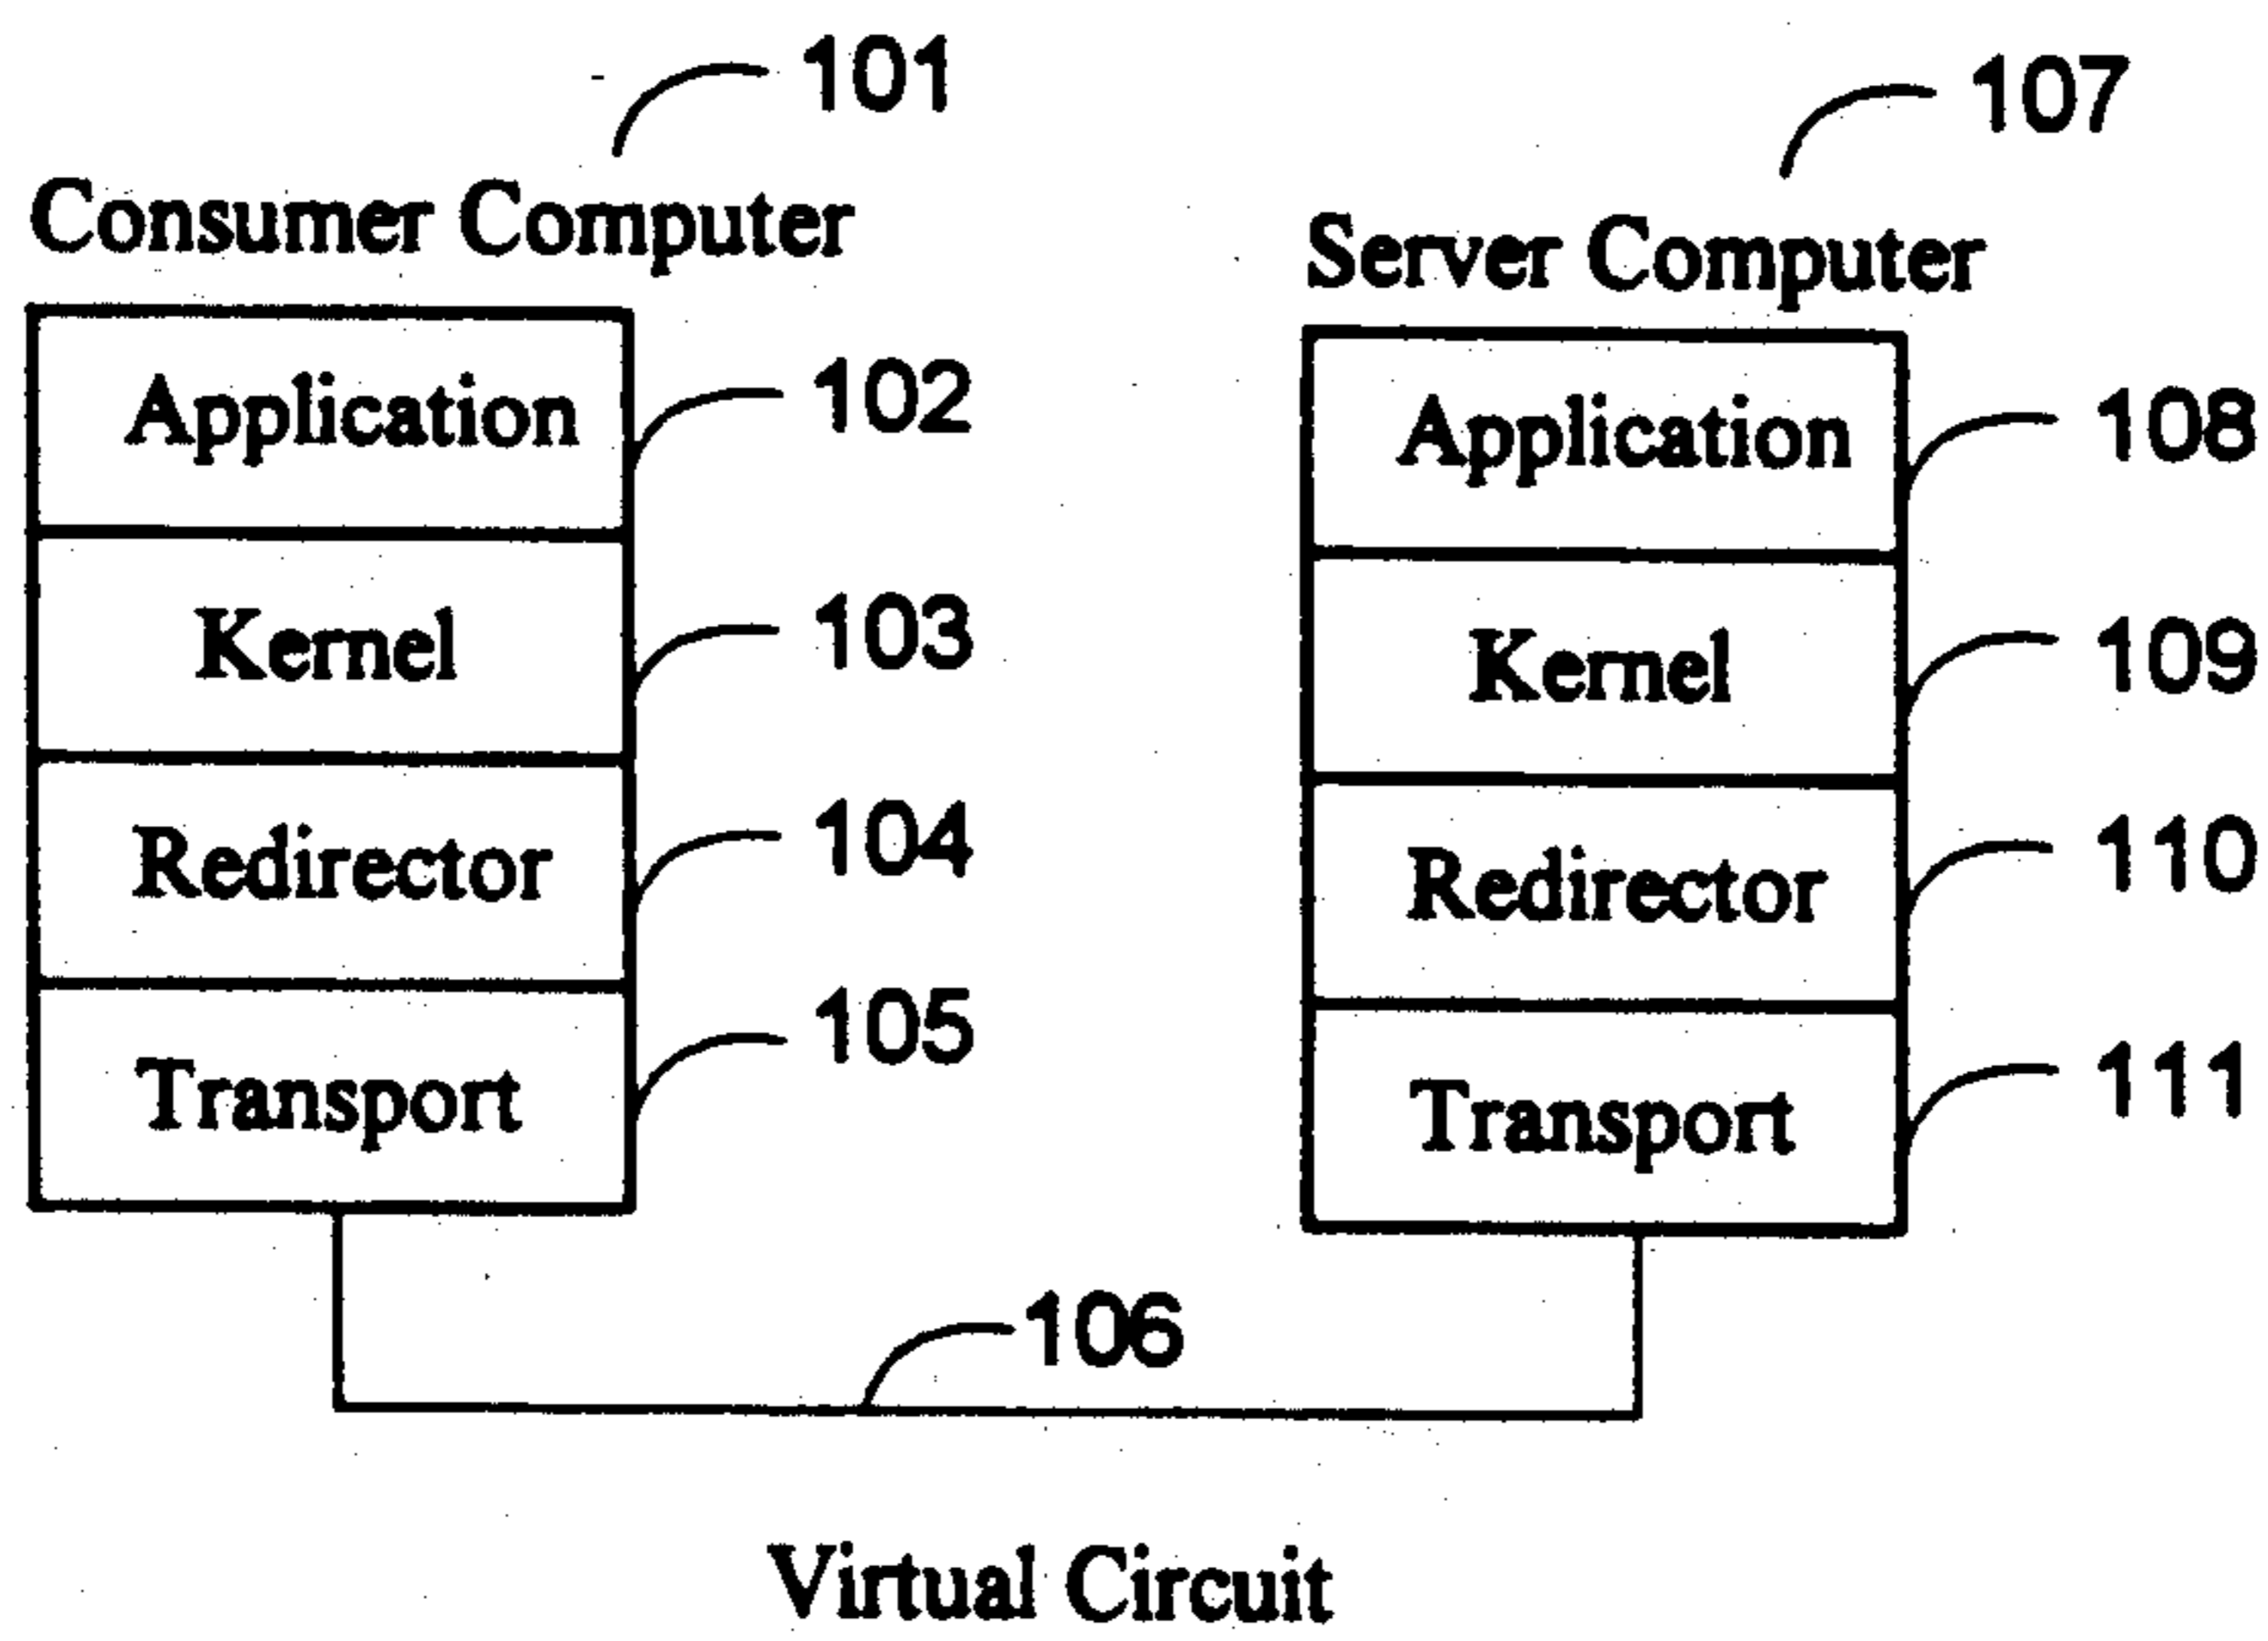 101
Consumer Computer
Application
102
Kernel
103
Redirector
104
Transport
105
107
Server Computer
Application
108
Kernel
109
Redirector
110
Transport
111
106
Virtual Circuit